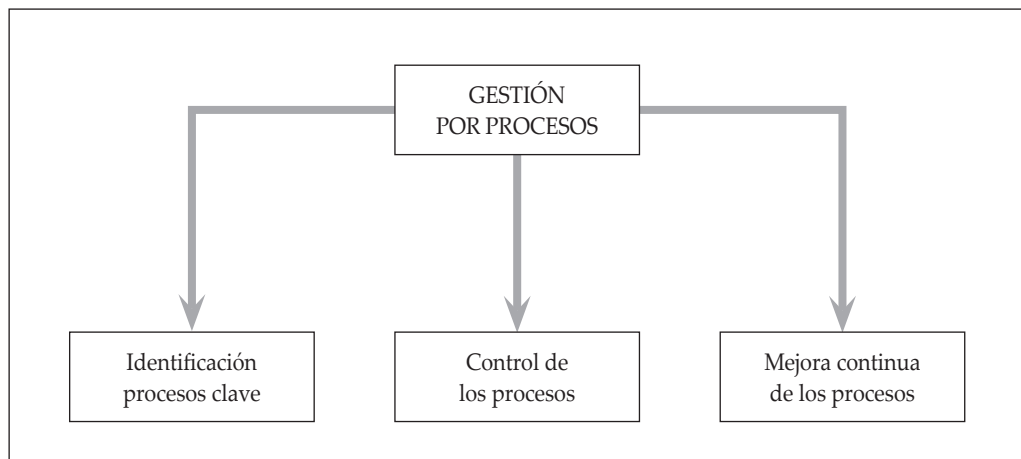 GESTIÓN
POR PROCESOS
Identificación
procesos clave
Control de
los procesos
Mejora continua
de los procesos